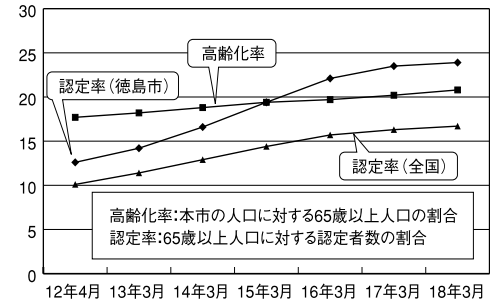 30
25
20
15
10
5
0
高齢化率
認定率(徳島市)
認定率(全国)
高齢化率:本市の人口に対する65歳以上人口の割合
認定率:65歳以上人口に対する認定者数の割合
12年4月 13年3月 14年3月 15年3月 16年3月 17年3月 18年3月